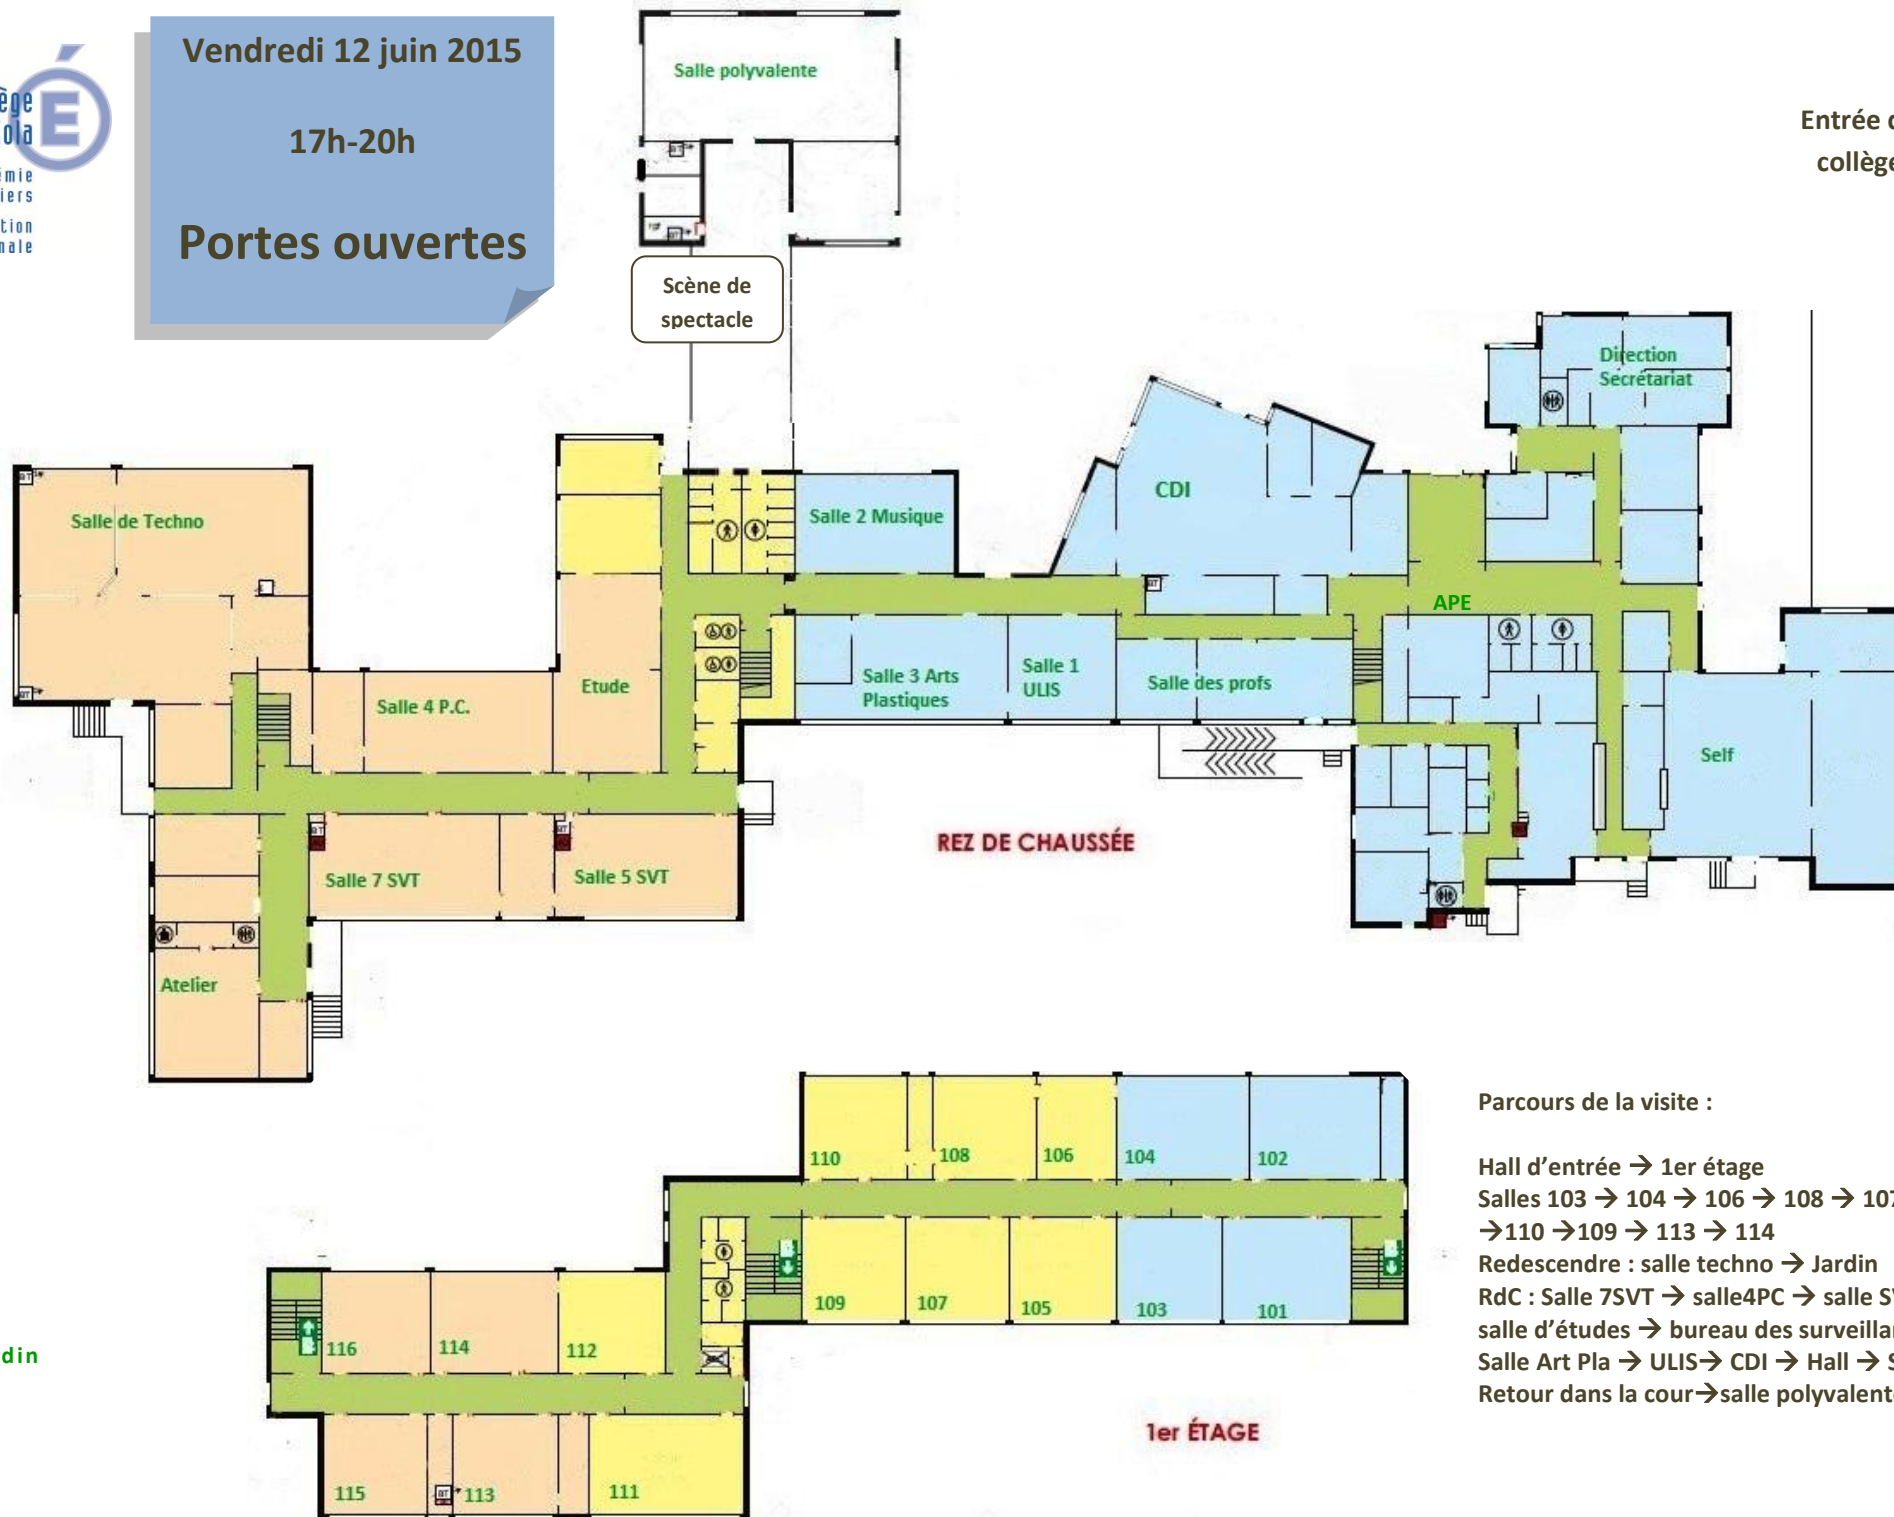 Vendredi 12 juin 2015
17h-20h
Portes ouvertes
Salle polyvalente
Scène de
spectacle
Entrée
collège
Direction
Secrétariat
Salle de Techno
Salle 2 Musique
CDI
APE
Etude
Salle 4 P.C.
Salle 3 Arts
Plastiques
Salle 1
ULIS
Salle des profs
Self
REZ DE CHAUSSÉE
Salle 7 SVT
Salle 5 SVT
Atelier
110
108
106
104
102
109
107
105
103
101
116
114
112
115
113
111
1er ÉTAGE
Parcours de la visite :
Hall d'entrée → 1er étage
Salles 103 → 104 → 106 → 108 → 107
→110 →109 → 113 → 114
Redescendre : salle techno → Jardin
RdC : Salle 7SVT → salle4PC → salle
salle d'études → bureau des
Salle Art Pla → ULIS→ CDI → Hall →
Retour dans la cour→salle polyvalente